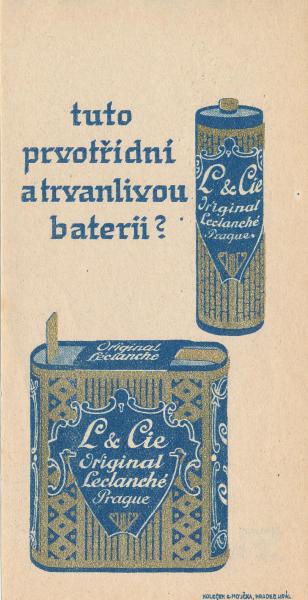 tuto
prvotřídní
a trvanlivou
baterii?
L & Cie
Original
Leclanché
Prague
Original
Leclanché
L & Cie
Original
Leclanché
Prague